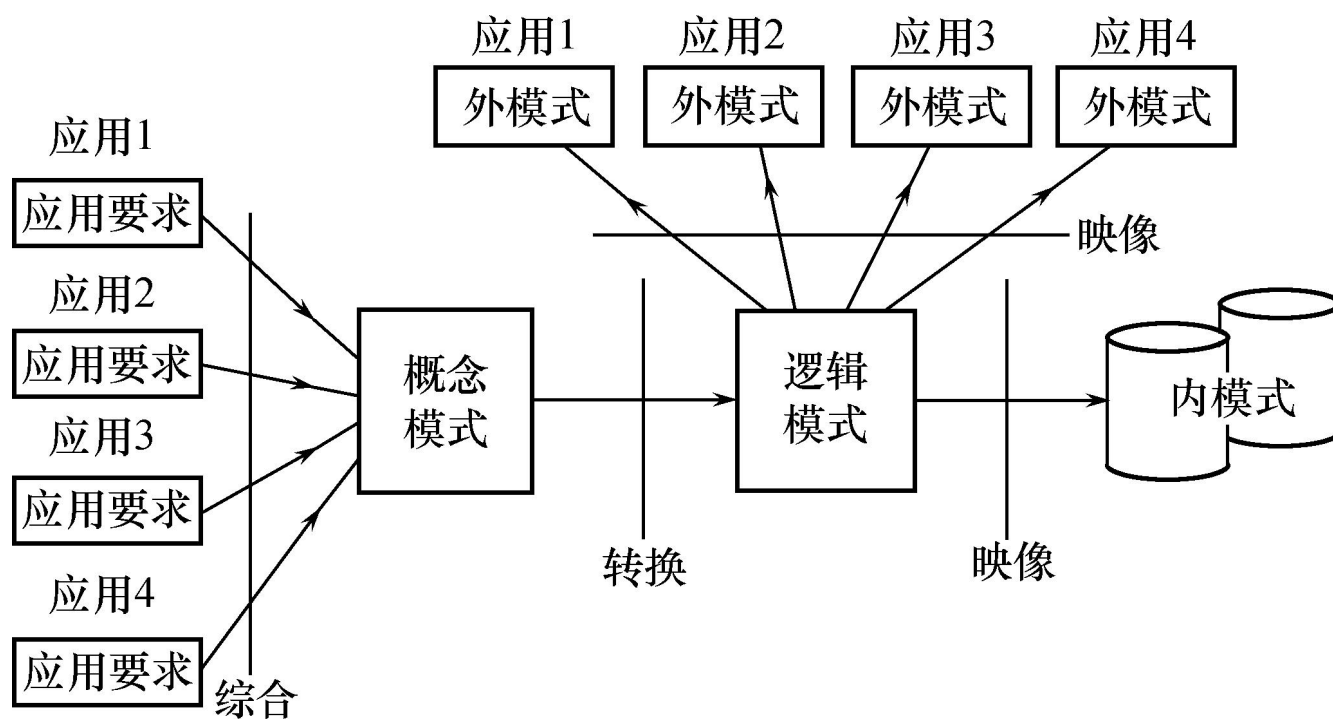 应用1
应用2
应用3
应用4
外模式
外模式
外模式
外模式
映像
应用1
应用要求
应用2
应用要求
应用3
应用要求
应用4
应用要求
综合
概念
模式
转换
逻辑
模式
映像
内模式